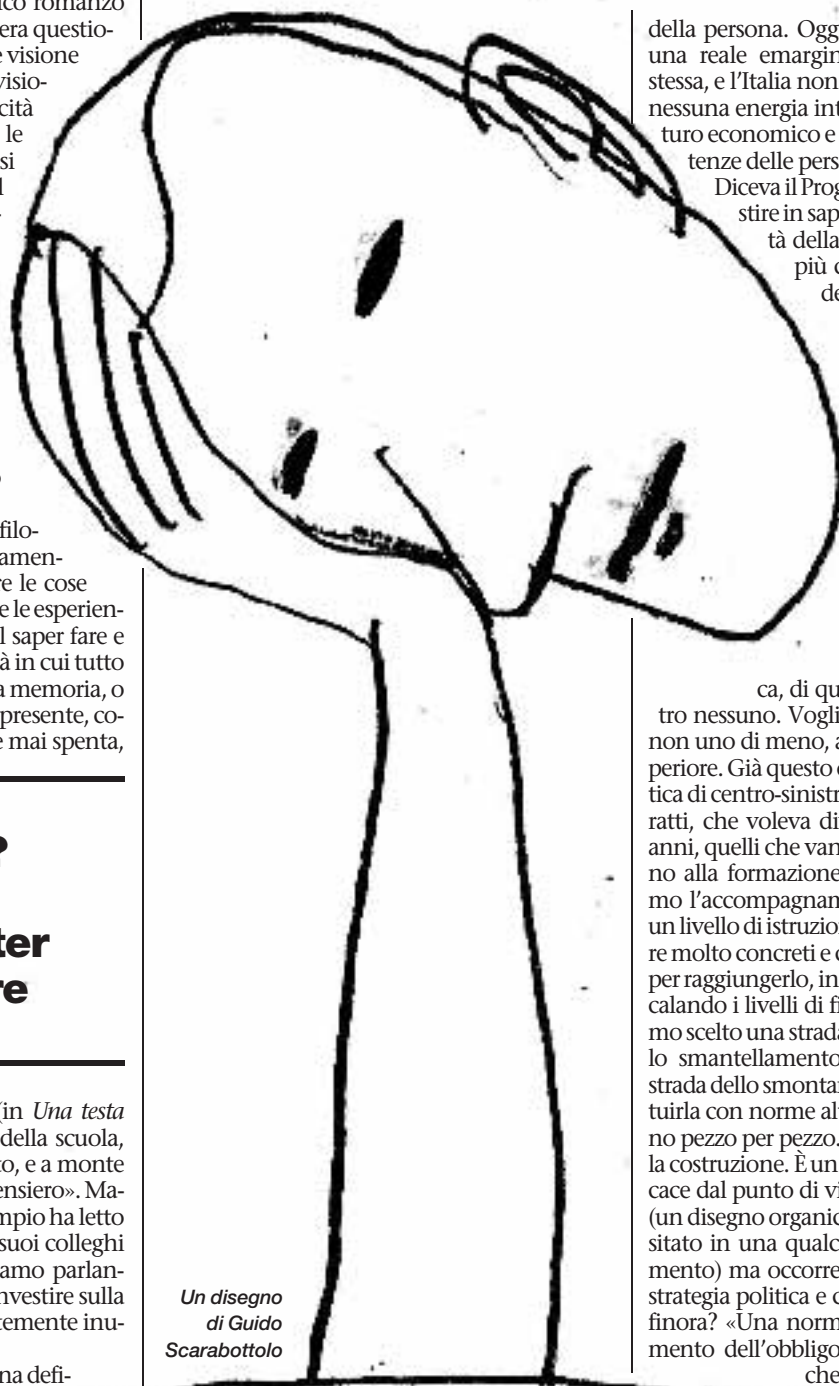 ico romanzo
era questio-
e visione
visio-
cità
le
si
l
filo-
amen-
re le cose
e le esperien-
l saper fare e
à in cui tutto
a memoria, o
presente, co-
e mai spenta,
?
ter
re
(in Una testa
della scuola,
to, e a monte
ensiero». Ma-
mpio ha letto
suoi colleghi
amo parlan-
nvestire sulla
temente inu-
na defi-
Un disegno
di Guido
Scarabottolo
della persona. Ogg
una reale emargin
stessa, e l'Italia non
nessuna energia int
turo economico e
tenze delle pers
Diceva il Prog
stire in sap
tà della
più c
de
ca, di qu
tro nessuno. Vogli
non uno di meno, a
periore. Già questo
tica di centro-sinistr
ratti, che voleva di
anni, quelli che van
no alla formazione
mo l'accompagnam
un livello di istruzion
re molto concreti e c
per raggiungerlo, in
calando i livelli di fi
mo scelto una strada
lo smantellamento
strada dello smontar
tuirla con norme alt
no pezzo per pezzo.
la costruzione. È un
cace dal punto di vi
(un disegno organic
sitato in una qualc
mento) ma occorre
strategia politica e c
finora? «Una norm
mento dell'obbligo
che